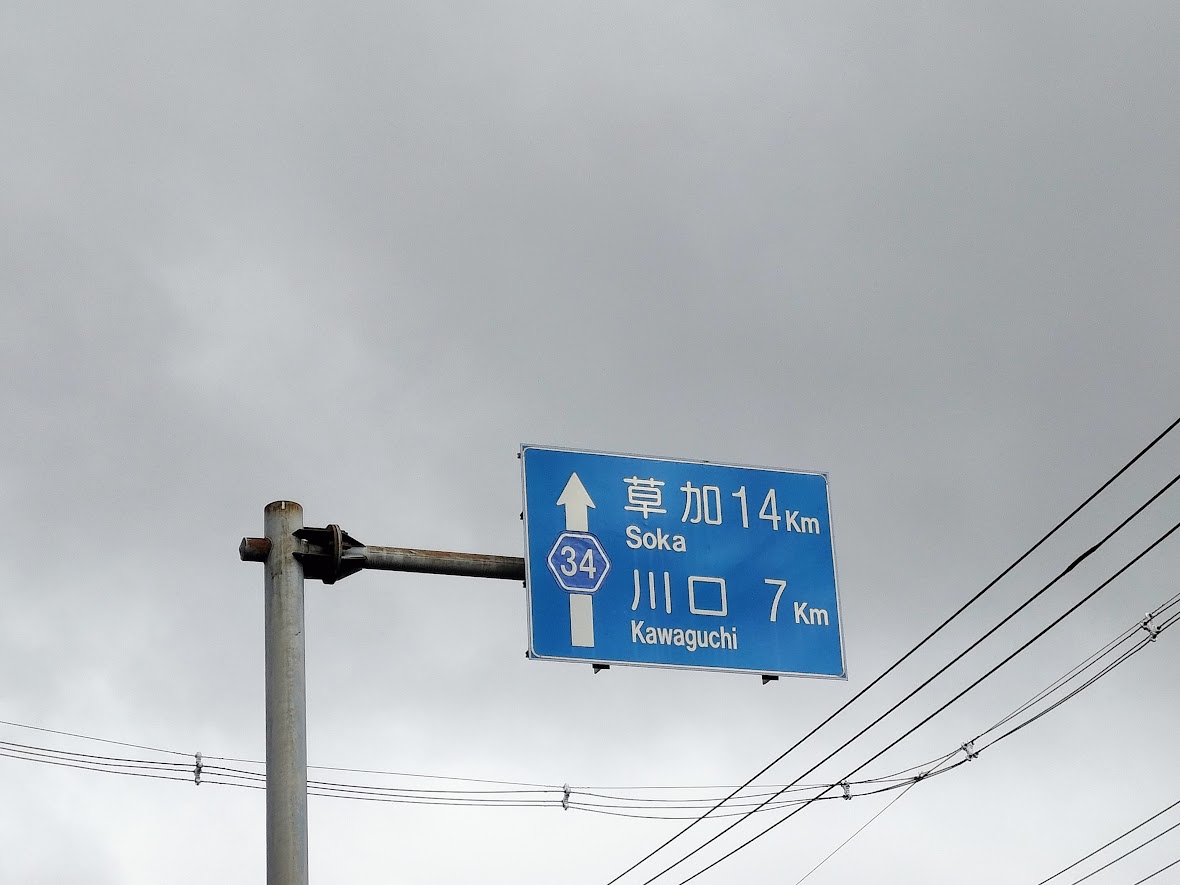 草加 14 Km
Soka
34
川口 7 Km
Kawaguchi